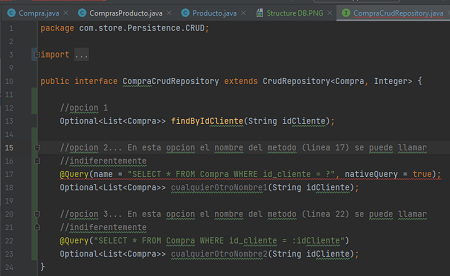 Compra.java ComprasProducto.java Producto.java Structure DB.PNG CompraCrudRepository.java
1 package com.store.Persistence.CRUD;
2
3 import ...
9
10 public interface CompraCrudRepository extends CrudRepository<Compra, Integer> {
11
12 //opcion 1
13 Optional<List<Compra>> findByIdCliente(String idCliente);
14
15 //opcion 2... En esta opcion el nombre del metodo (linea 17) se puede llamar
16 //indiferentemente
17 @Query(name = "SELECT * FROM Compra WHERE id_cliente = ?", nativeQuery = true);
18 Optional<List<Compra>> cualquierOtroNombre1(String idCliente);
19
20 //opcion 3... En esta opcion el nombre del metodo (linea 22) se puede llamar
21 //indiferentemente
22 @Query("SELECT * FROM Compra WHERE id_cliente = :idCliente")
23 Optional<List<Compra>> cualquierOtroNombre2(String idCliente);
24 }